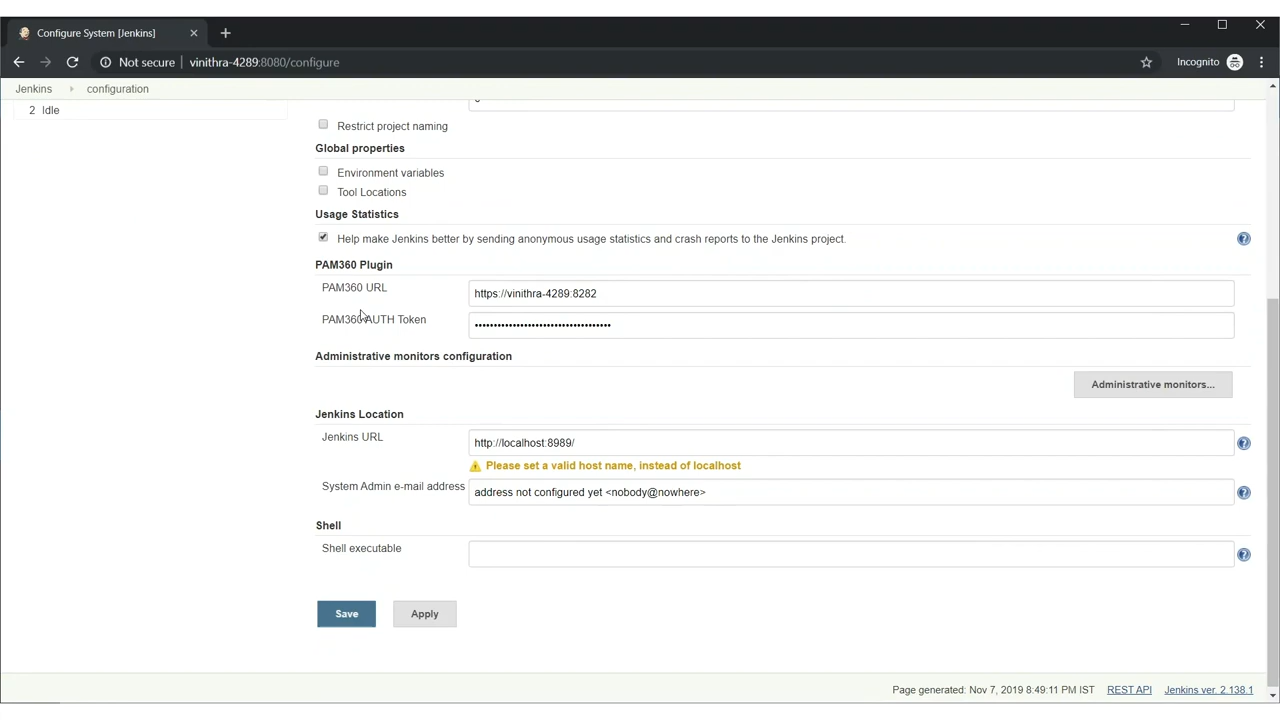 Configure System [Jenkins]
Not secure vinithra-4289:8080/configure Incognito
Jenkins configuration
2 Idle
Restrict project naming
Global properties
Environment variables
Tool Locations
Usage Statistics
Help make Jenkins better by sending anonymous usage statistics and crash reports to the Jenkins project.
PAM360 Plugin
PAM360 URL https://vinithra-4289:8282
PAM360 AUTH Token ••••••••••••••••••••••••••••••••••••
Administrative monitors configuration
Administrative monitors...
Jenkins Location
Jenkins URL http://localhost:8989/
Please set a valid host name, instead of localhost
System Admin e-mail address address not configured yet <nobody@nowhere>
Shell
Shell executable
Save Apply
Page generated: Nov 7, 2019 8:49:11 PM IST REST API Jenkins ver. 2.138.1